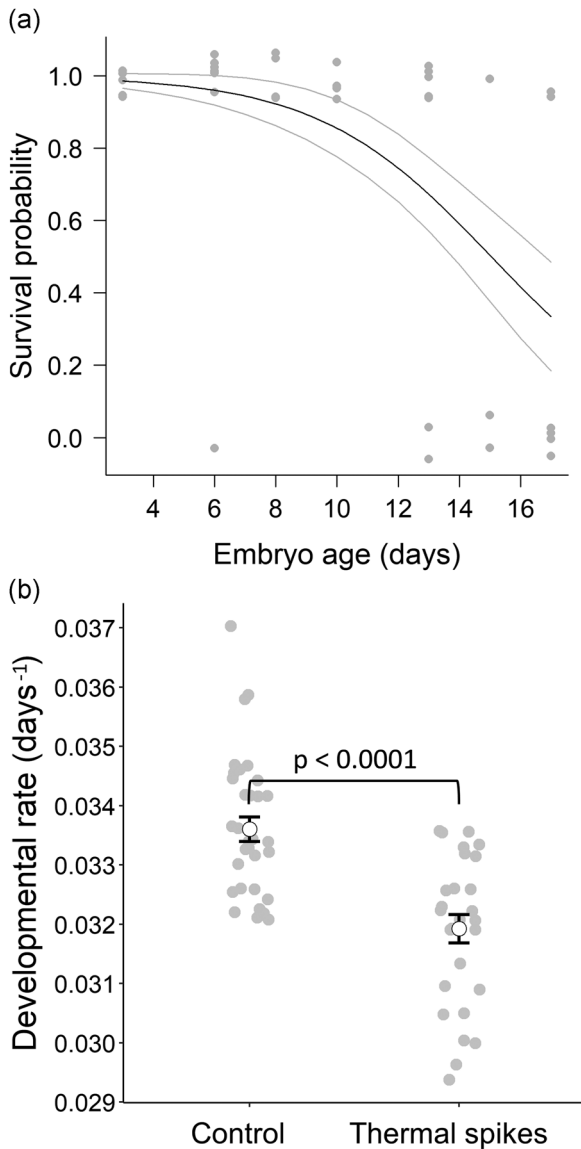 (a)
Survival probability
1.0
0.8
0.6
0.4
0.2
0.0
4 6 8 10 12 14 16
Embryo age (days)
(b)
Developmental rate (days⁻¹)
0.037
0.036
0.035
0.034
0.033
0.032
0.031
0.030
0.029
p < 0.0001
Control Thermal spikes